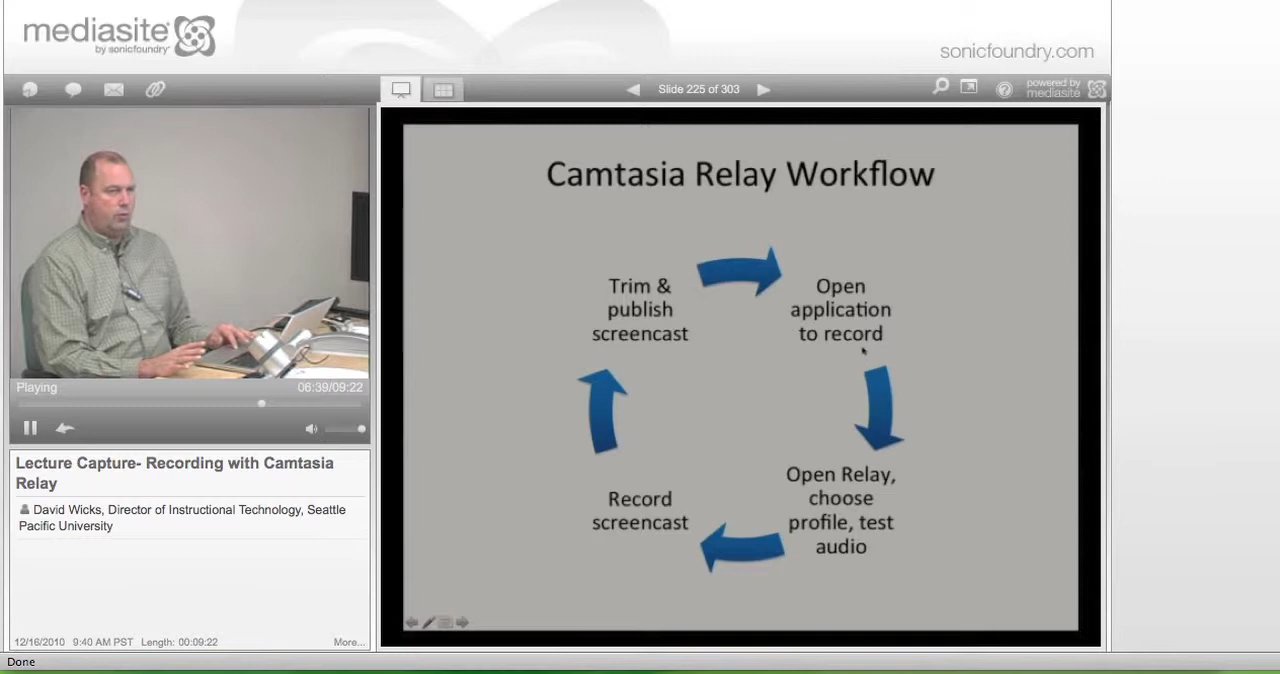 mediasite
by sonicfoundry
sonicfoundry.com
Slide 225 of 303
powered by
mediasite
Camtasia Relay Workflow
Trim &
publish
screencast
Open
application
to record
Open Relay,
choose
profile, test
audio
Record
screencast
Playing
06:39/09:22
Lecture Capture- Recording with Camtasia
Relay
David Wicks, Director of Instructional Technology, Seattle
Pacific University
12/16/2010 9:40 AM PST Length: 00:09:22
More...
Done